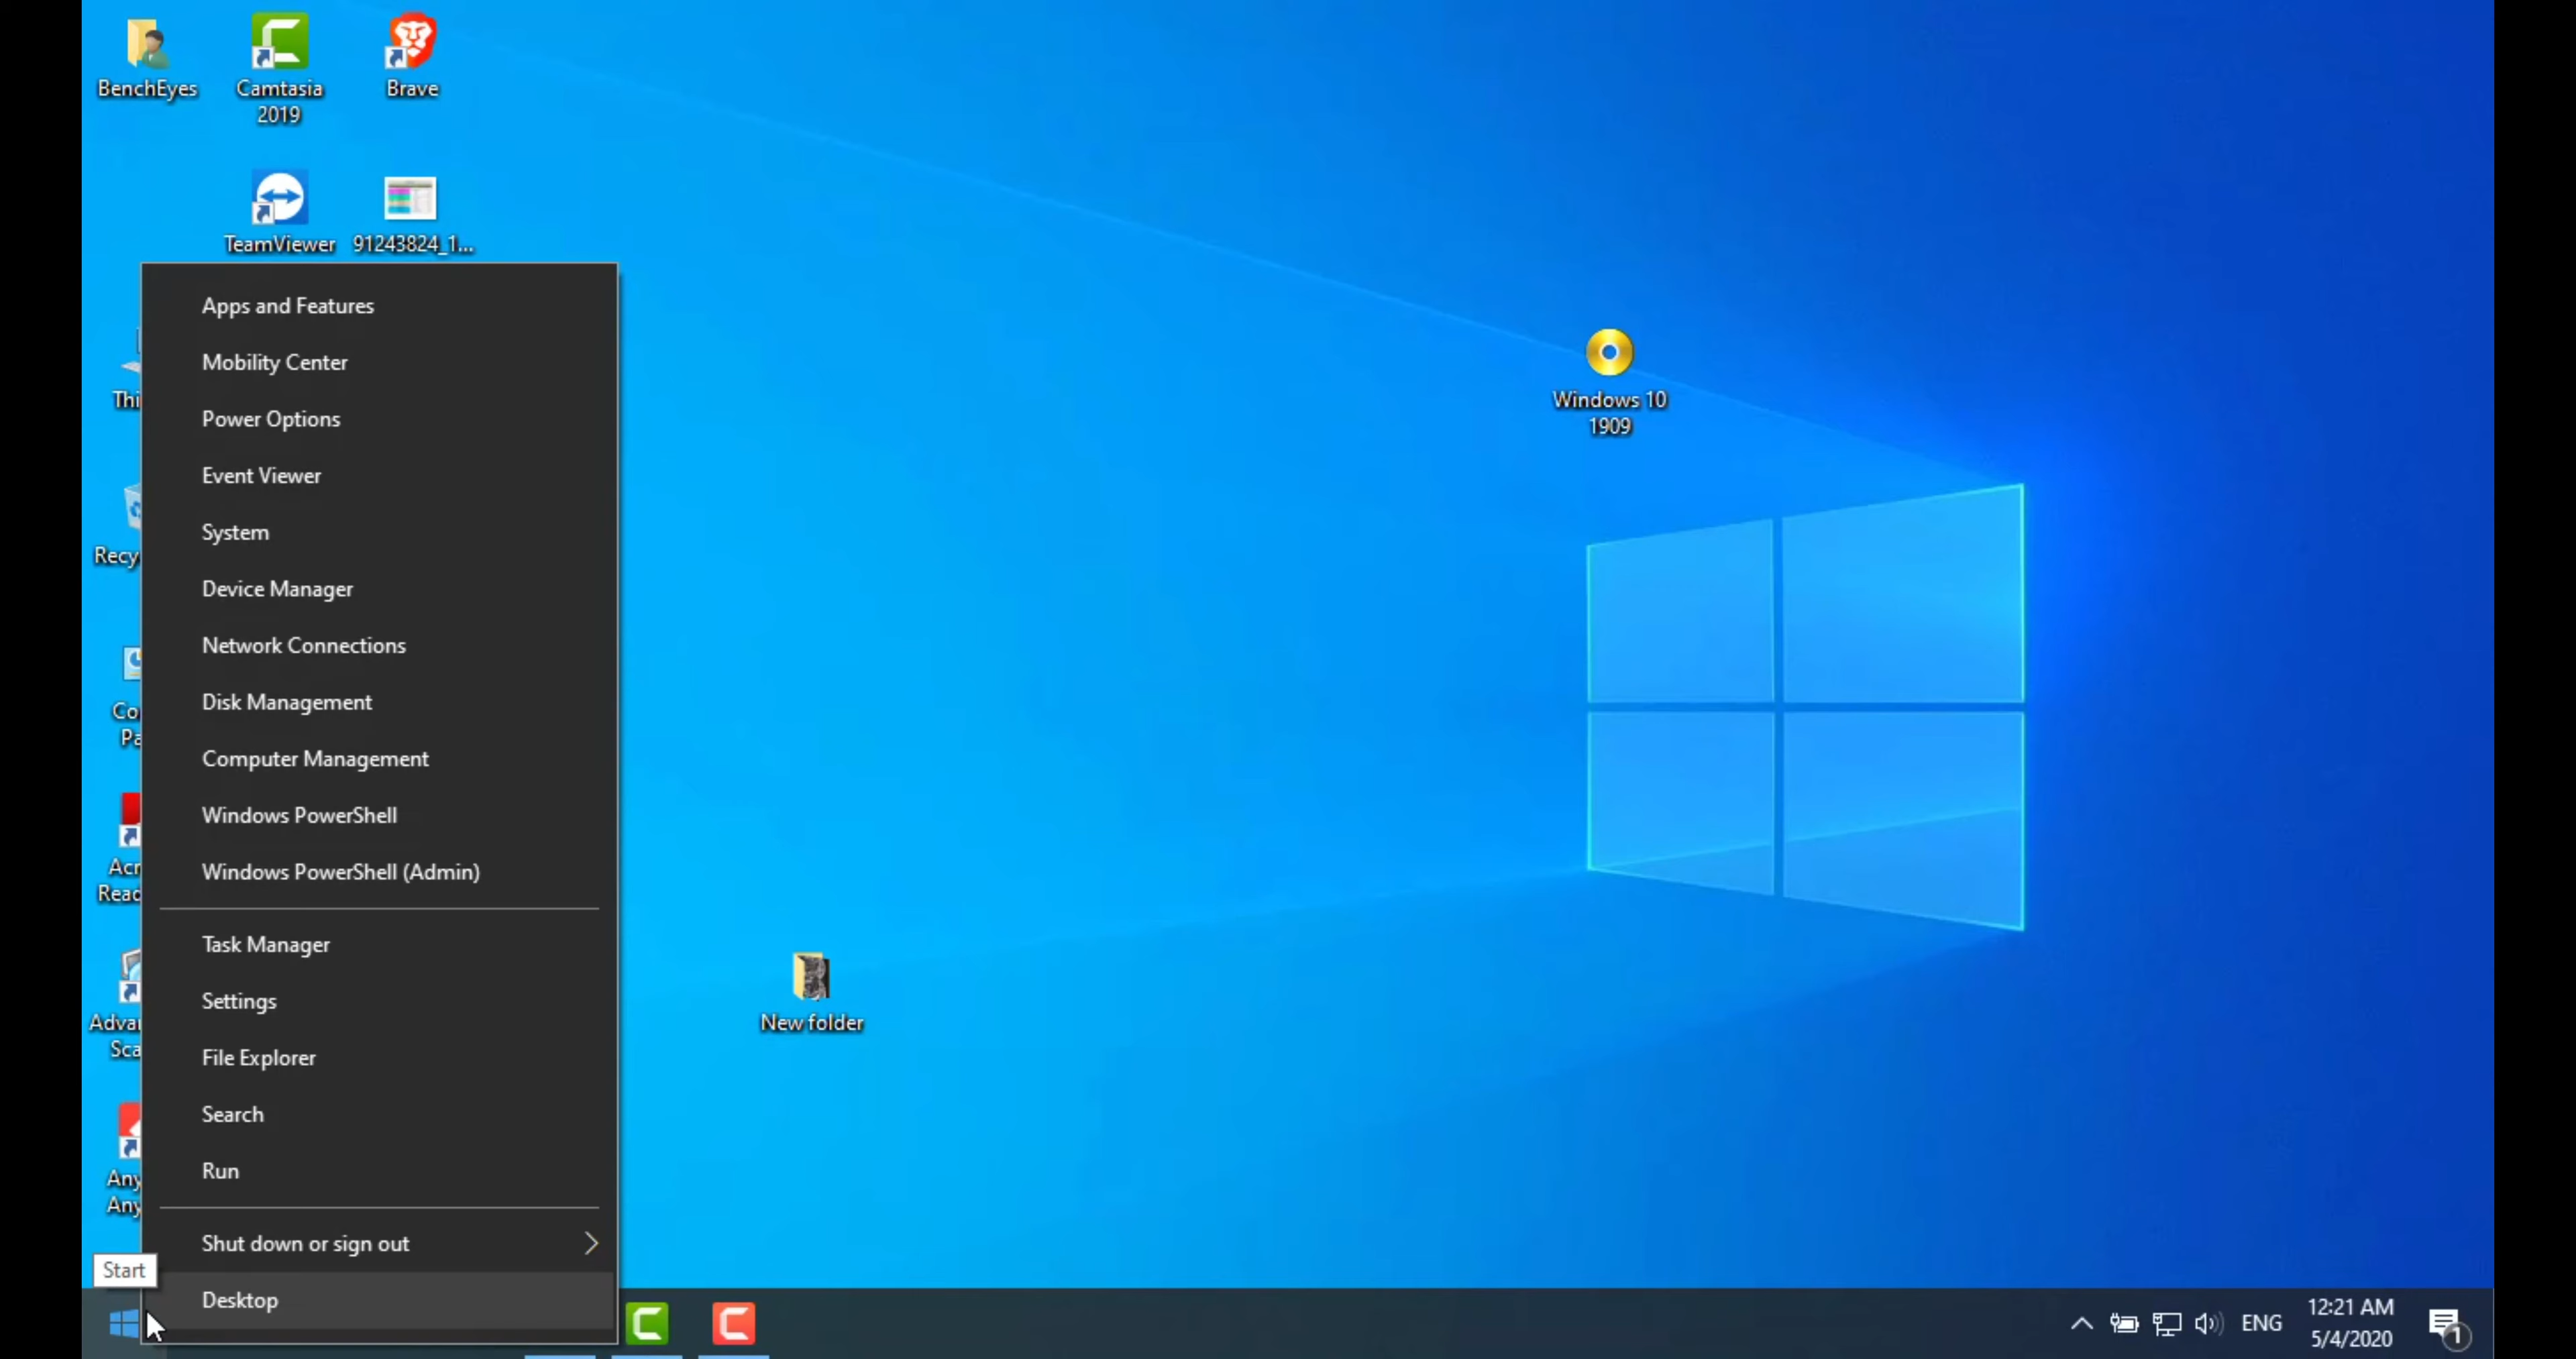 BenchEyes
Camtasia
2019
Brave
TeamViewer
91243824_1...
Thi
Recy
Co
Pa
Acr
Read
Advan
Sca
Any
Any
Apps and Features
Mobility Center
Power Options
Event Viewer
System
Device Manager
Network Connections
Disk Management
Computer Management
Windows PowerShell
Windows PowerShell (Admin)
Task Manager
Settings
File Explorer
Search
Run
Shut down or sign out
Desktop
Start
Windows 10
1909
New folder
ENG
12:21 AM
5/4/2020
1